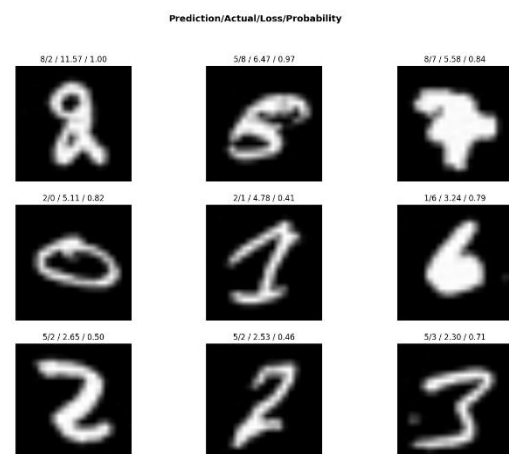 Prediction/Actual/Loss/Probability
8/2 / 11.57 / 1.00
5/8 / 6.47 / 0.97
8/7 / 5.58 / 0.84
2/0 / 5.11 / 0.82
2/1 / 4.78 / 0.41
1/6 / 3.24 / 0.79
5/2 / 2.65 / 0.50
5/2 / 2.53 / 0.46
5/3 / 2.30 / 0.71